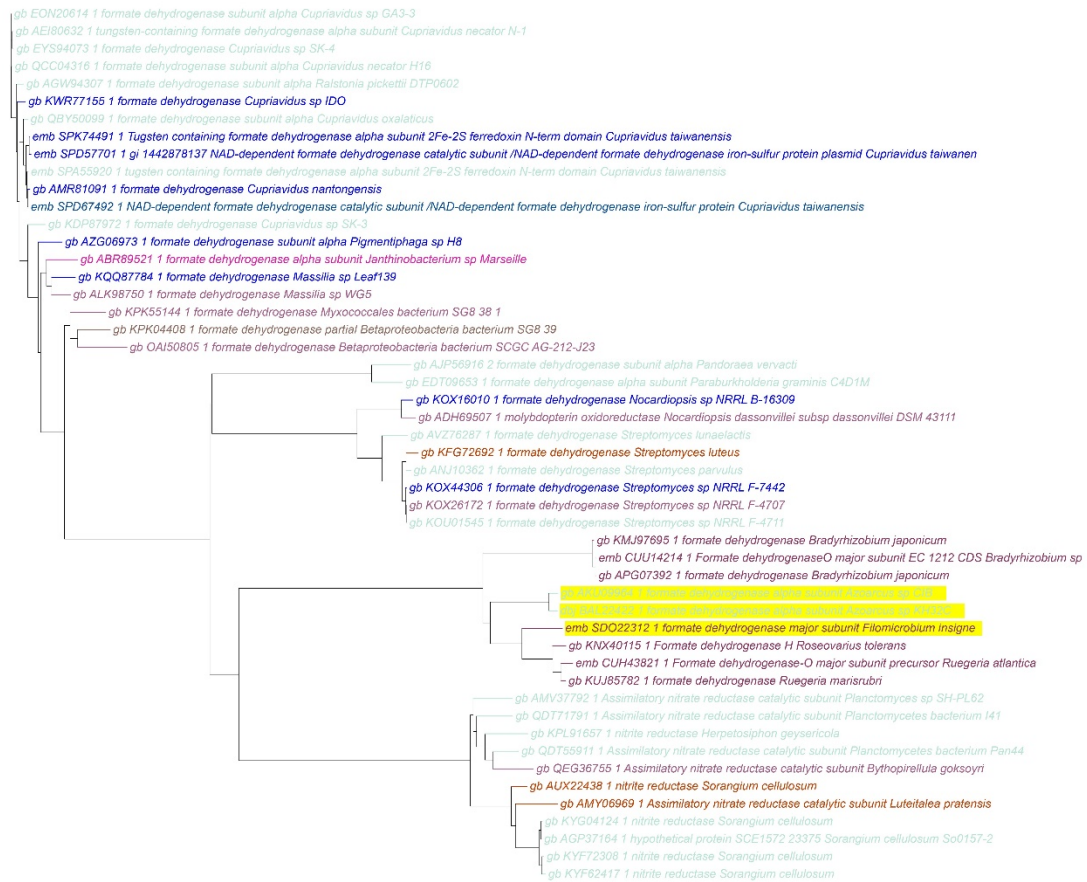 gb EON20614 1 formate dehydrogenase subunit alpha Cupriavidus sp GA3-3
gb AEI80632 1 tungsten-containing formate dehydrogenase alpha subunit Cupriavidus necator N-1
gb EYS94073 1 formate dehydrogenase Cupriavidus sp SK-4
gb QCC04316 1 formate dehydrogenase subunit alpha Cupriavidus necator H16
gb AGW94307 1 formate dehydrogenase subunit alpha Ralstonia pickettii DTP0602
gb KWR77155 1 formate dehydrogenase Cupriavidus sp IDO
gb QBY50099 1 formate dehydrogenase subunit alpha Cupriavidus oxalaticus
emb SPK74491 1 Tugsten containing formate dehydrogenase alpha subunit 2Fe-2S ferredoxin N-term domain Cupriavidus taiwanensis
emb SPD57701 1 gi 1442878137 NAD-dependent formate dehydrogenase catalytic subunit /NAD-dependent formate dehydrogenase iron-sulfur protein plasmid Cupriavidus taiwanen
emb SPA55920 1 tugsten containing formate dehydrogenase alpha subunit 2Fe-2S ferredoxin N-term domain Cupriavidus taiwanensis
gb AMR81091 1 formate dehydrogenase Cupriavidus nantongensis
emb SPD67492 1 NAD-dependent formate dehydrogenase catalytic subunit /NAD-dependent formate dehydrogenase iron-sulfur protein Cupriavidus taiwanensis
gb KDP87972 1 formate dehydrogenase Cupriavidus sp SK-3
gb AZG06973 1 formate dehydrogenase subunit alpha Pigmentiphaga sp H8
gb ABR89521 1 formate dehydrogenase alpha subunit Janthinobacterium sp Marseille
gb KQQ87784 1 formate dehydrogenase Massilia sp Leaf139
gb ALK98750 1 formate dehydrogenase Massilia sp WG5
gb KPK55144 1 formate dehydrogenase Myxococcales bacterium SG8 38 1
gb KPK04408 1 formate dehydrogenase partial Betaproteobacteria bacterium SG8 39
gb OAI50805 1 formate dehydrogenase Betaproteobacteria bacterium SCGC AG-212-J23
gb AJP56916 2 formate dehydrogenase subunit alpha Pandoraea vervacti
gb EDT09653 1 formate dehydrogenase alpha subunit Paraburkholderia graminis C4D1M
gb KOX16010 1 formate dehydrogenase Nocardiopsis sp NRRL B-16309
gb ADH69507 1 molybdopterin oxidoreductase Nocardiopsis dassonvillei subsp dassonvillei DSM 43111
gb AVZ76287 1 formate dehydrogenase Streptomyces lunaelactis
gb KFG72692 1 formate dehydrogenase Streptomyces luteus
gb ANJ10362 1 formate dehydrogenase Streptomyces parvulus
gb KOX44306 1 formate dehydrogenase Streptomyces sp NRRL F-7442
gb KOX26172 1 formate dehydrogenase Streptomyces sp NRRL F-4707
gb KOU01545 1 formate dehydrogenase Streptomyces sp NRRL F-4711
gb KMJ97695 1 formate dehydrogenase Bradyrhizobium japonicum
emb CUU14214 1 Formate dehydrogenaseO major subunit EC 1212 CDS Bradyrhizobium sp
gb APG07392 1 formate dehydrogenase Bradyrhizobium japonicum
gb 1 formate dehydrogenase alpha subunit Azoarcus sp CIB
1 formate dehydrogenase alpha subunit Azoarcus sp
emb SDO22312 1 formate dehydrogenase major subunit Filomicrobium insigne
gb KNX40115 1 Formate dehydrogenase H Roseovarius tolerans
emb CUH43821 1 Formate dehydrogenase-O major subunit precursor Ruegeria atlantica
gb KUJ85782 1 formate dehydrogenase Ruegeria marisrubri
gb AMV37792 1 Assimilatory nitrate reductase catalytic subunit Planctomyces sp SH-PL62
gb QDT71791 1 Assimilatory nitrate reductase catalytic subunit Planctomycetes bacterium I41
gb KPL91657 1 nitrite reductase Herpetosiphon geysericola
gb QDT55911 1 Assimilatory nitrate reductase catalytic subunit Planctomycetes bacterium Pan44
gb QEG36755 1 Assimilatory nitrate reductase catalytic subunit Bythopirellula goksoyri
gb AUX22438 1 nitrite reductase Sorangium cellulosum
gb AMY06969 1 Assimilatory nitrate reductase catalytic subunit Luteitalea pratensis
gb KYG04124 1 nitrite reductase Sorangium cellulosum
gb AGP37164 1 hypothetical protein SCE1572 23375 Sorangium cellulosum So0157-2
gb KYF72308 1 nitrite reductase Sorangium cellulosum
gb KYF62417 1 nitrite reductase Sorangium cellulosum